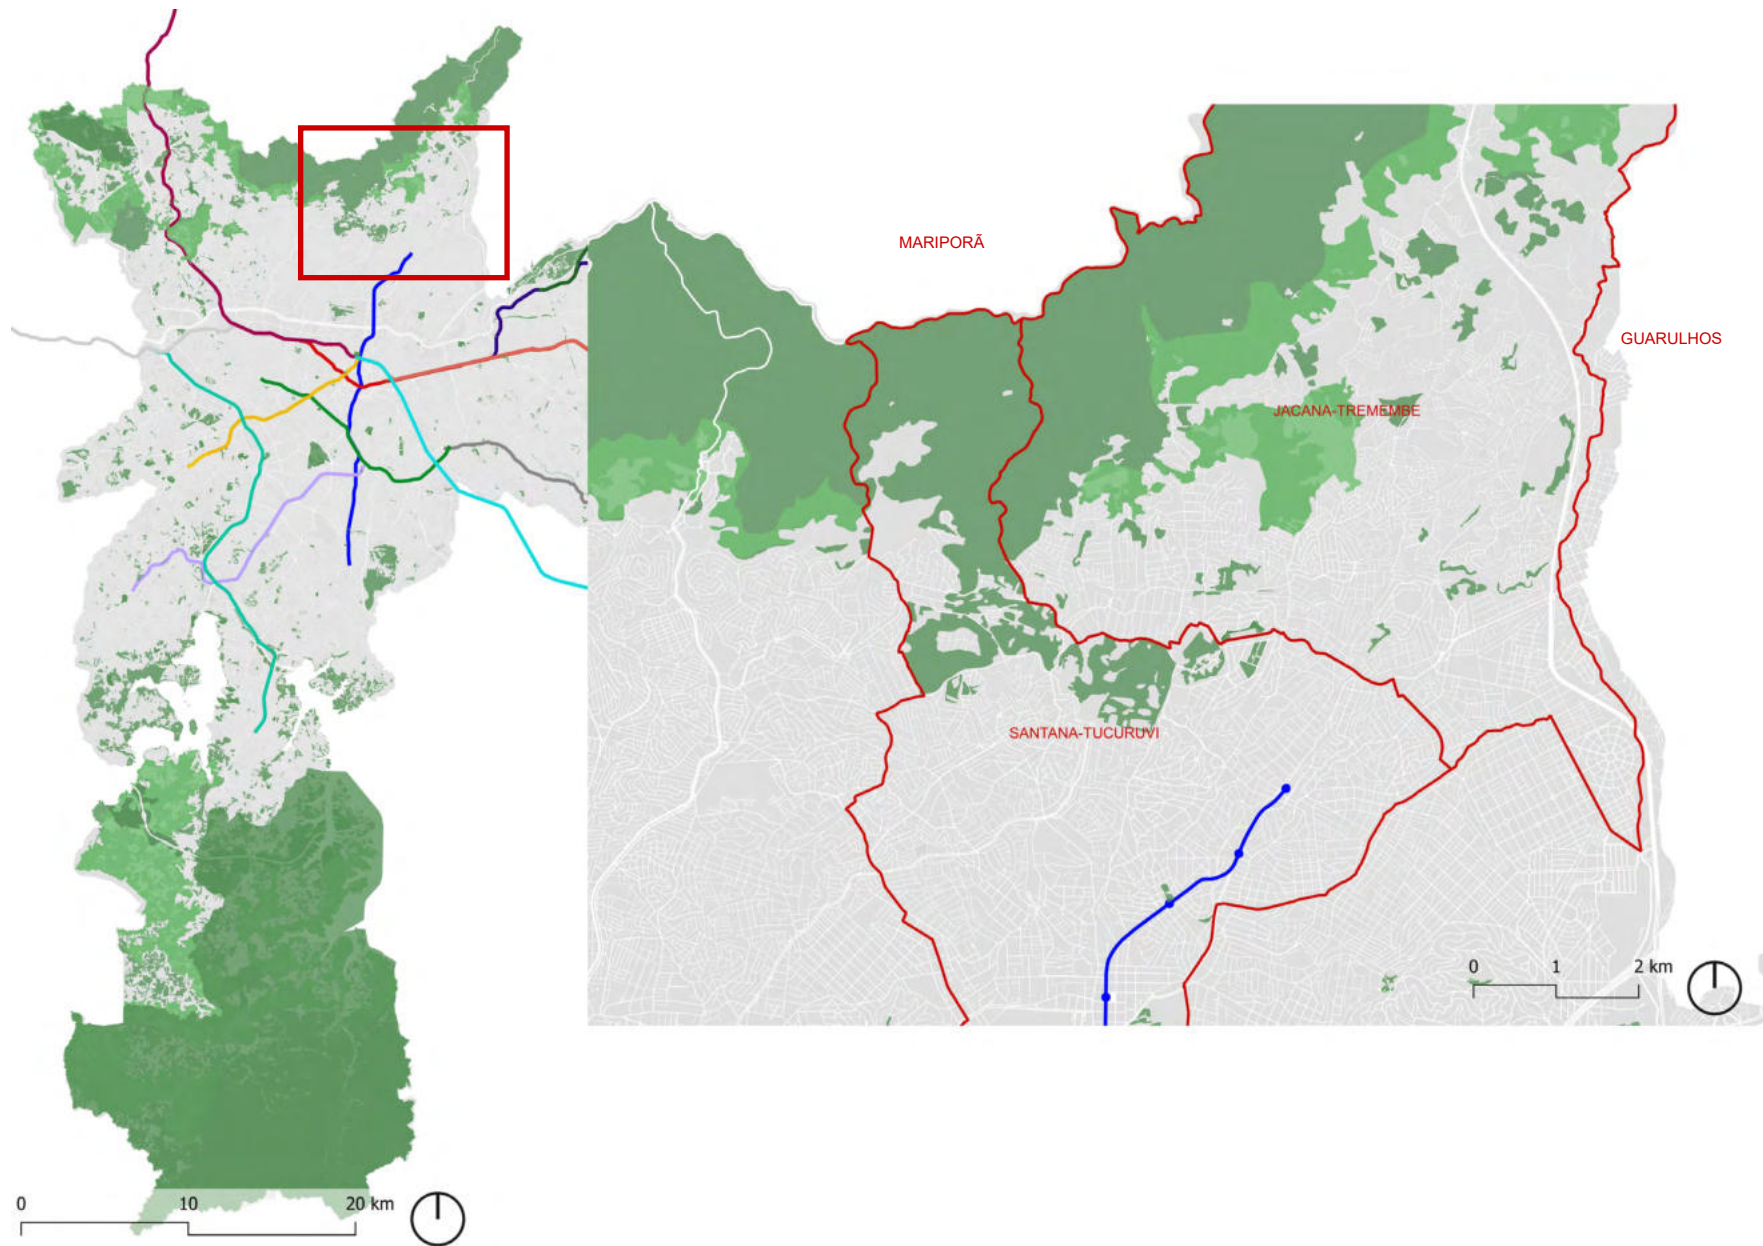 MARIPORÃ
GUARULHOS
JACANA-TREMEMBE
SANTANA-TUCURUVI
0 1 2 km
0 10 20 km